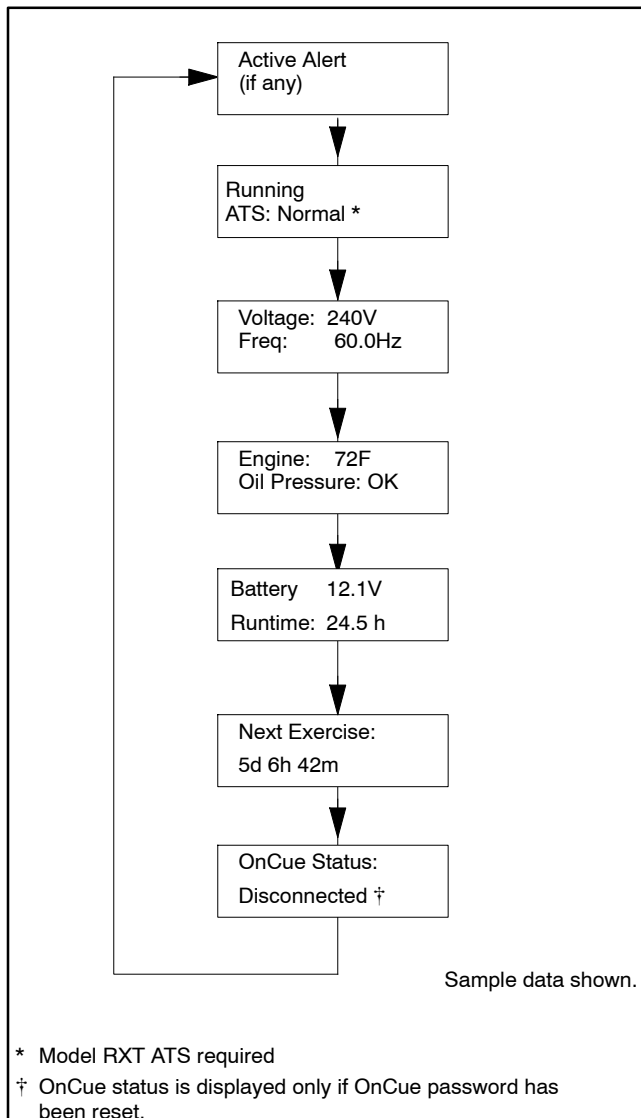 Active Alert
(if any)
Running
ATS: Normal *
Voltage: 240V
Freq: 60.0Hz
Engine: 72F
Oil Pressure: OK
Battery 12.1V
Runtime: 24.5 h
Next Exercise:
5d 6h 42m
OnCue Status:
Disconnected †
Sample data shown.
* Model RXT ATS required
† OnCue status is displayed only if OnCue password has
been reset.